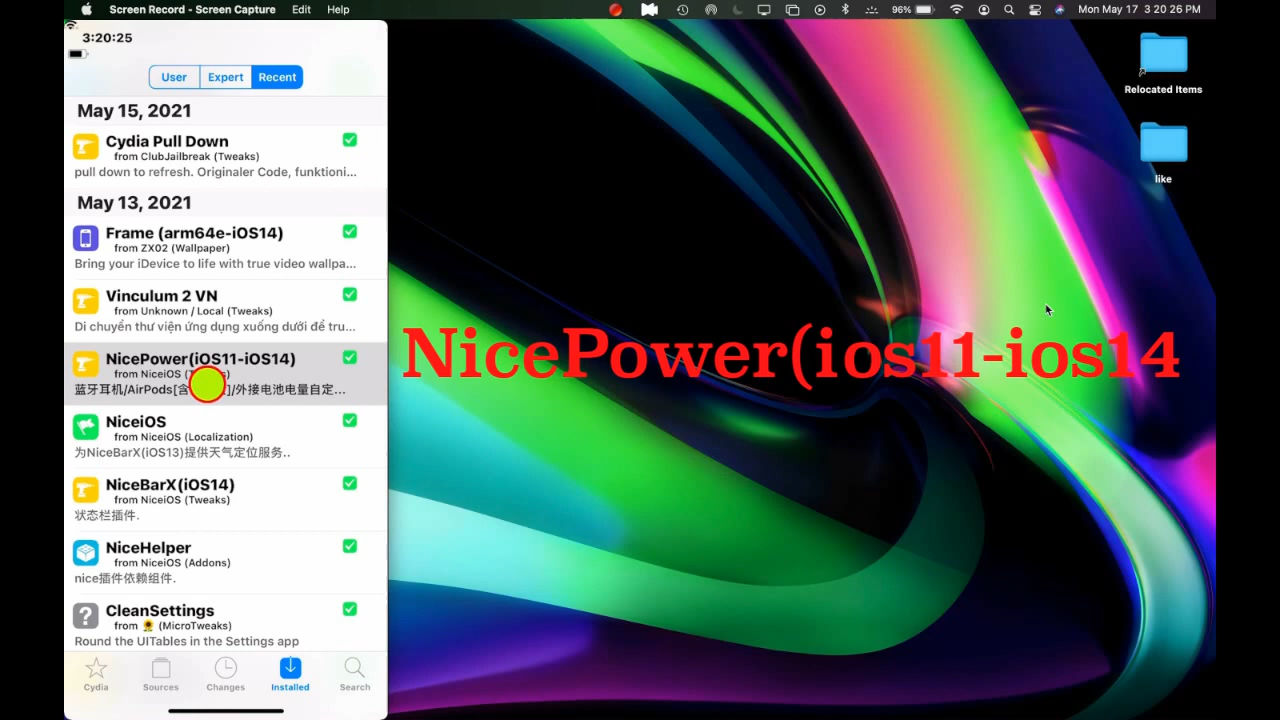 Screen Record - Screen Capture Edit Help
96% Mon May 17 3 20 26 PM
3:20:25
User Expert Recent
May 15, 2021
Cydia Pull Down
from ClubJailbreak (Tweaks)
pull down to refresh. Originaler Code, funktioni...
May 13, 2021
Frame (arm64e-iOS14)
from ZX02 (Wallpaper)
Bring your iDevice to life with true video wallpa...
Vinculum 2 VN
from Unknown / Local (Tweaks)
Di chuyển thư viện ứng dụng xuống dưới để tru...
NicePower(iOS11-iOS14)
from NiceiOS
蓝牙耳机/AirPods[含 ]/外接电池电量自定...
NiceiOS
from NiceiOS (Localization)
为NiceBarX(iOS13)提供天气定位服务..
NiceBarX(iOS14)
from NiceiOS (Tweaks)
状态栏插件.
NiceHelper
from NiceiOS (Addons)
nice插件依赖组件.
CleanSettings
from 🌻 (MicroTweaks)
Round the UITables in the Settings app
Cydia Sources Changes Installed Search
NicePower(ios11-ios14
Relocated Items
like